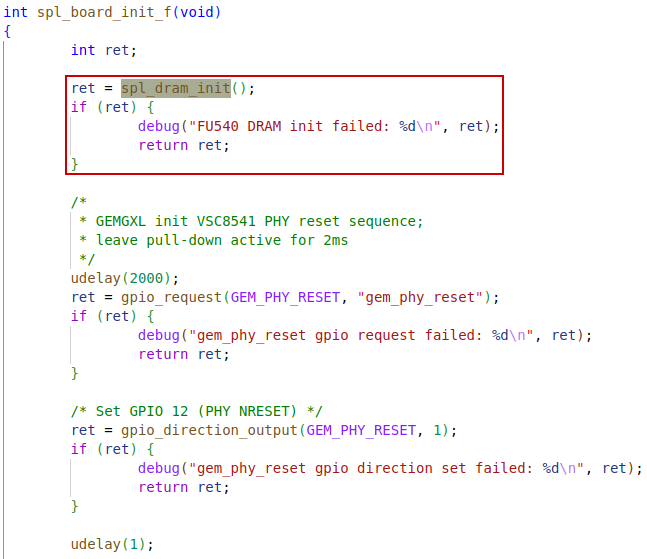 int spl_board_init_f(void)
{
        int ret;

        ret = spl_dram_init();
        if (ret) {
                debug("FU540 DRAM init failed: %d\n", ret);
                return ret;
        }

        /*
         * GEMGXL init VSC8541 PHY reset sequence;
         * leave pull-down active for 2ms
         */
        udelay(2000);
        ret = gpio_request(GEM_PHY_RESET, "gem_phy_reset");
        if (ret) {
                debug("gem_phy_reset gpio request failed: %d\n", ret);
                return ret;
        }

        /* Set GPIO 12 (PHY NRESET) */
        ret = gpio_direction_output(GEM_PHY_RESET, 1);
        if (ret) {
                debug("gem_phy_reset gpio direction set failed: %d\n", ret);
                return ret;
        }

        udelay(1);